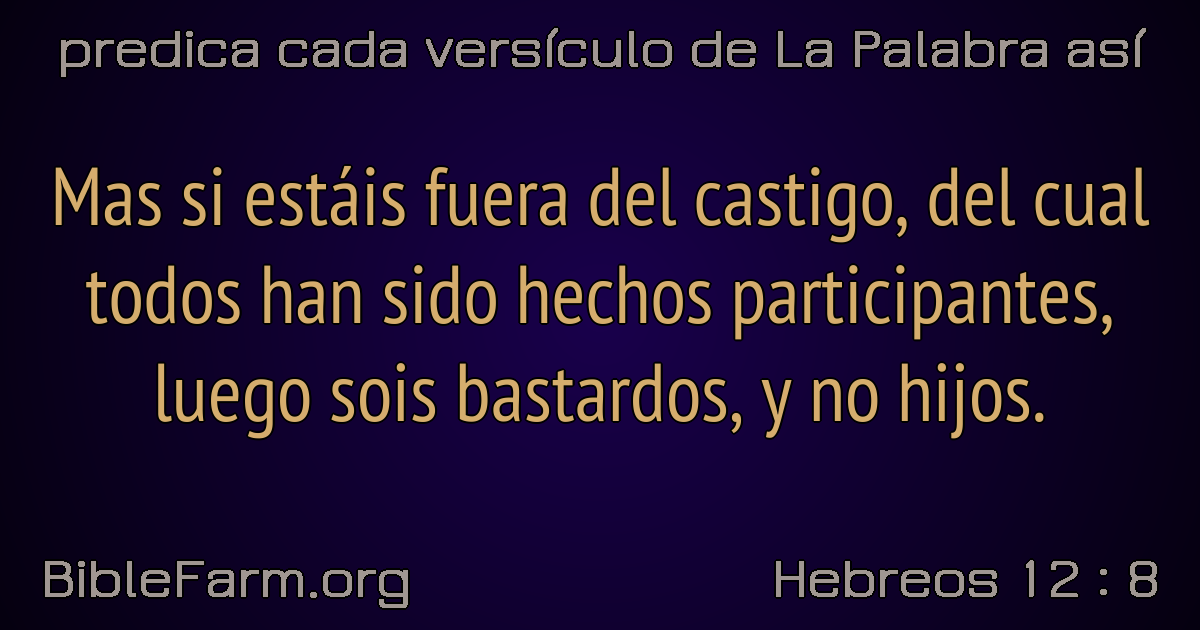 predica cada versículo de La Palabra así
Mas si estáis fuera del castigo, del cual
todos han sido hechos participantes,
luego sois bastardos, y no hijos.
BibleFarm.org
Hebreos 12 : 8